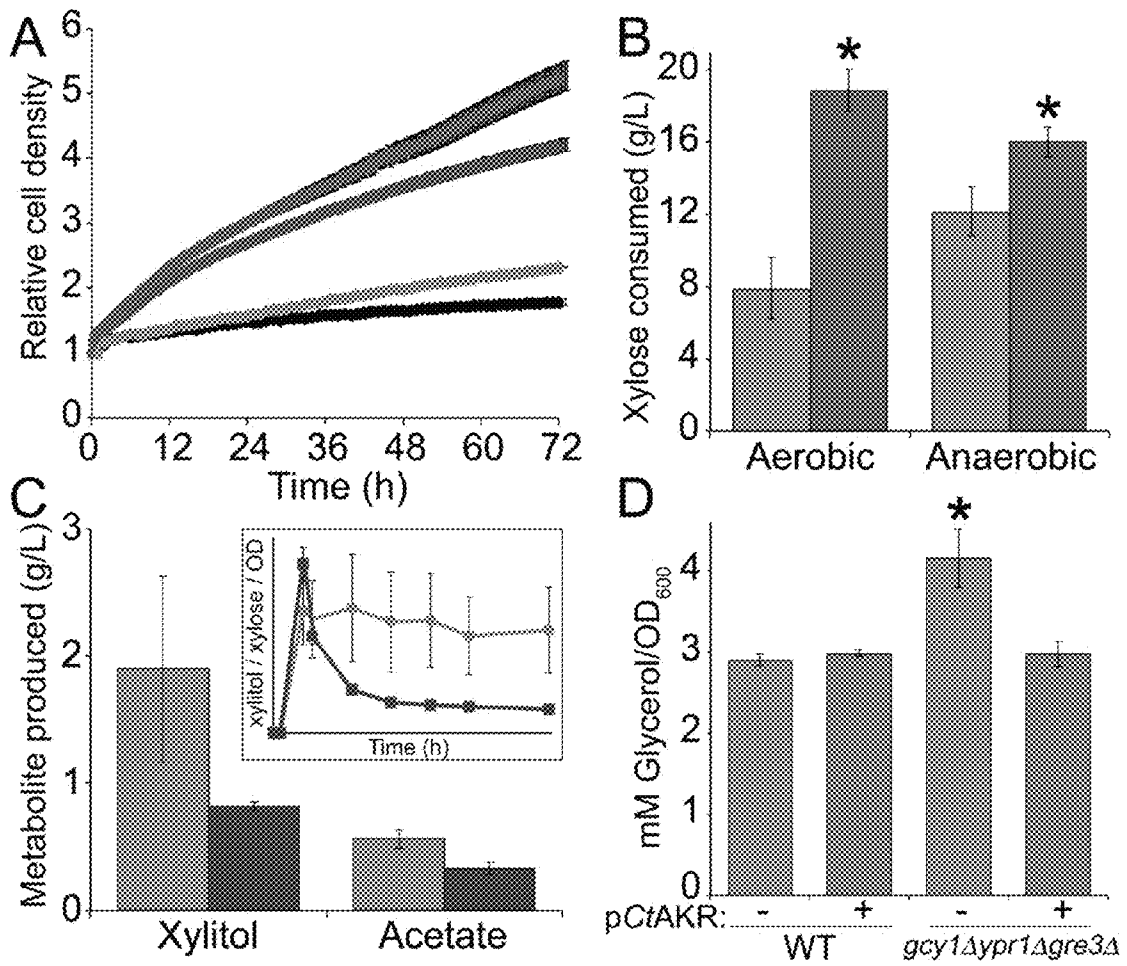 A
Relative cell density
6
5
4
3
2
1
0
0 12 24 36 48 60 72
Time (h)
B
*
*
Xylose consumed (g/L)
20
16
12
8
4
0
Aerobic Anaerobic
C
Metabolite produced (g/L)
3
2
1
0
xylitol / xylose / OD
Time (h)
Xylitol Acetate
D
*
mM Glycerol/OD600
4
3
2
1
0
pCtAKR: - + - +
WT gcy1Δypr1Δgre3Δ